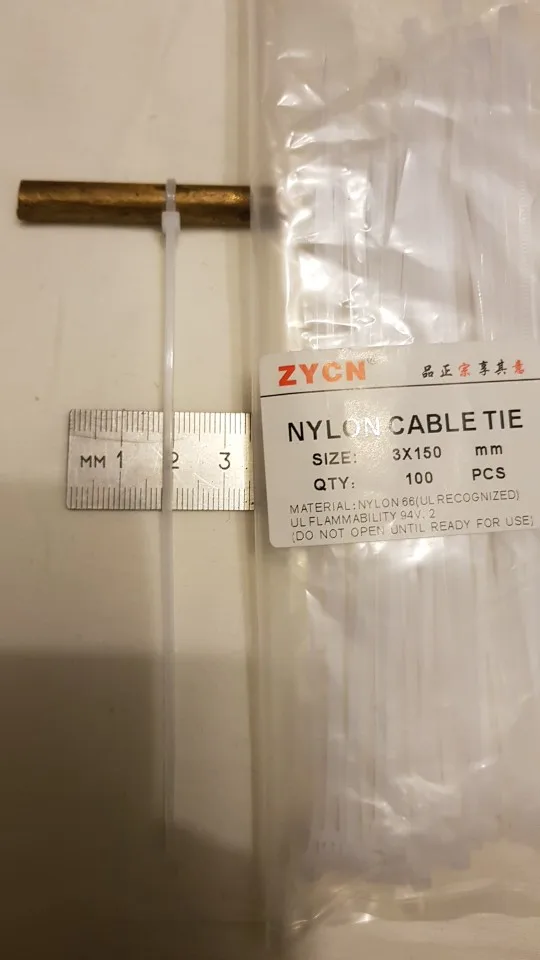 ZYCN
品正宗享其意
NYLON CABLE TIE
SIZE: 3X150 mm
QTY: 100 PCS
MATERIAL:NYLON 66(UL RECOGNIZED)
UL FLAMMABILITY 94V. 2
(DO NOT OPEN UNTIL READY FOR USE)
MM 1 2 3